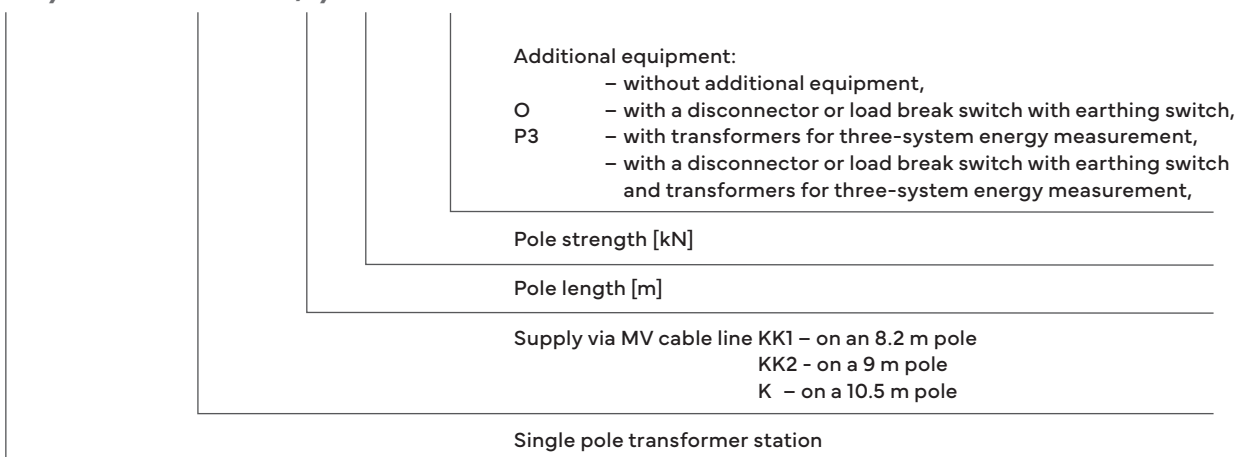 Additional equipment:
– without additional equipment,
O – with a disconnector or load break switch with earthing switch,
P3 – with transformers for three-system energy measurement,
– with a disconnector or load break switch with earthing switch
and transformers for three-system energy measurement,
Pole strength [kN]
Pole length [m]
Supply via MV cable line KK1 – on an 8.2 m pole
KK2 - on a 9 m pole
K – on a 10.5 m pole
Single pole transformer station